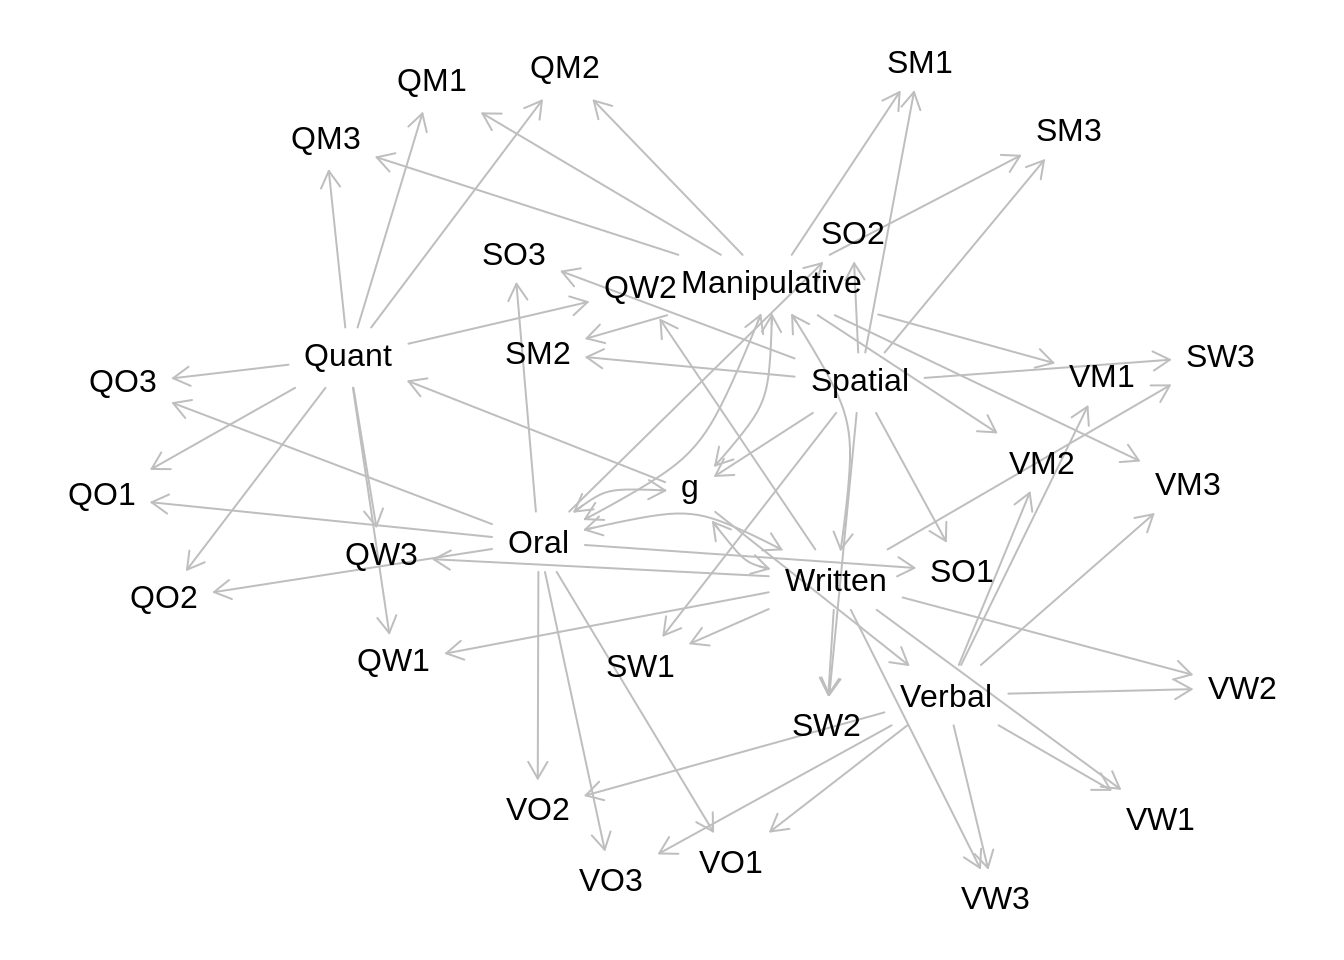 SM1
QM2
QM1
SM3
QM3
SO2
SO3
QW2
Manipulative
SM2
Quant
SW3
VM1
Spatial
QO3
VM2
VM3
g
QO1
Oral
QW3
SO1
Written
QO2
QW1
SW1
VW2
Verbal
SW2
VO2
VW1
VO1
VO3
VW3